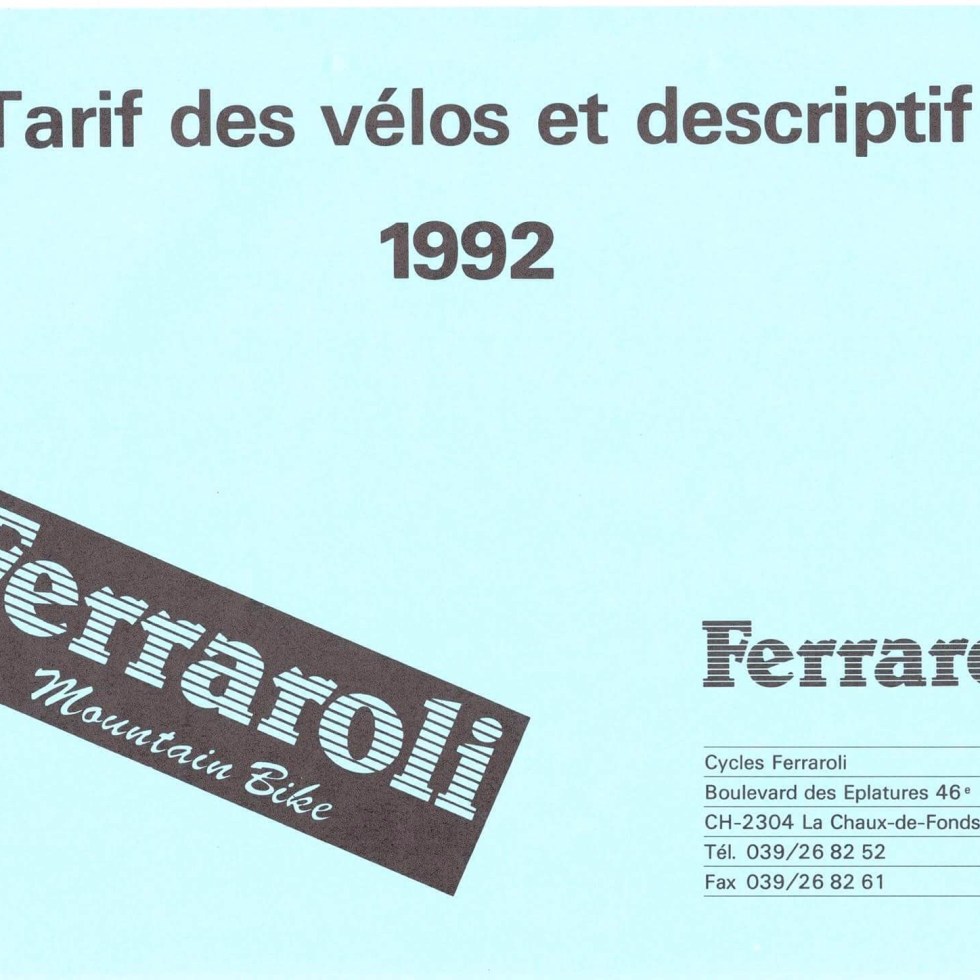 Tarif des vélos et descriptif
1992
Ferraroli
Mountain Bike
Ferraro
Cycles Ferraroli
Boulevard des Eplatures 46e
CH-2304 La Chaux-de-Fonds
Tél. 039/26 82 52
Fax 039/26 82 61